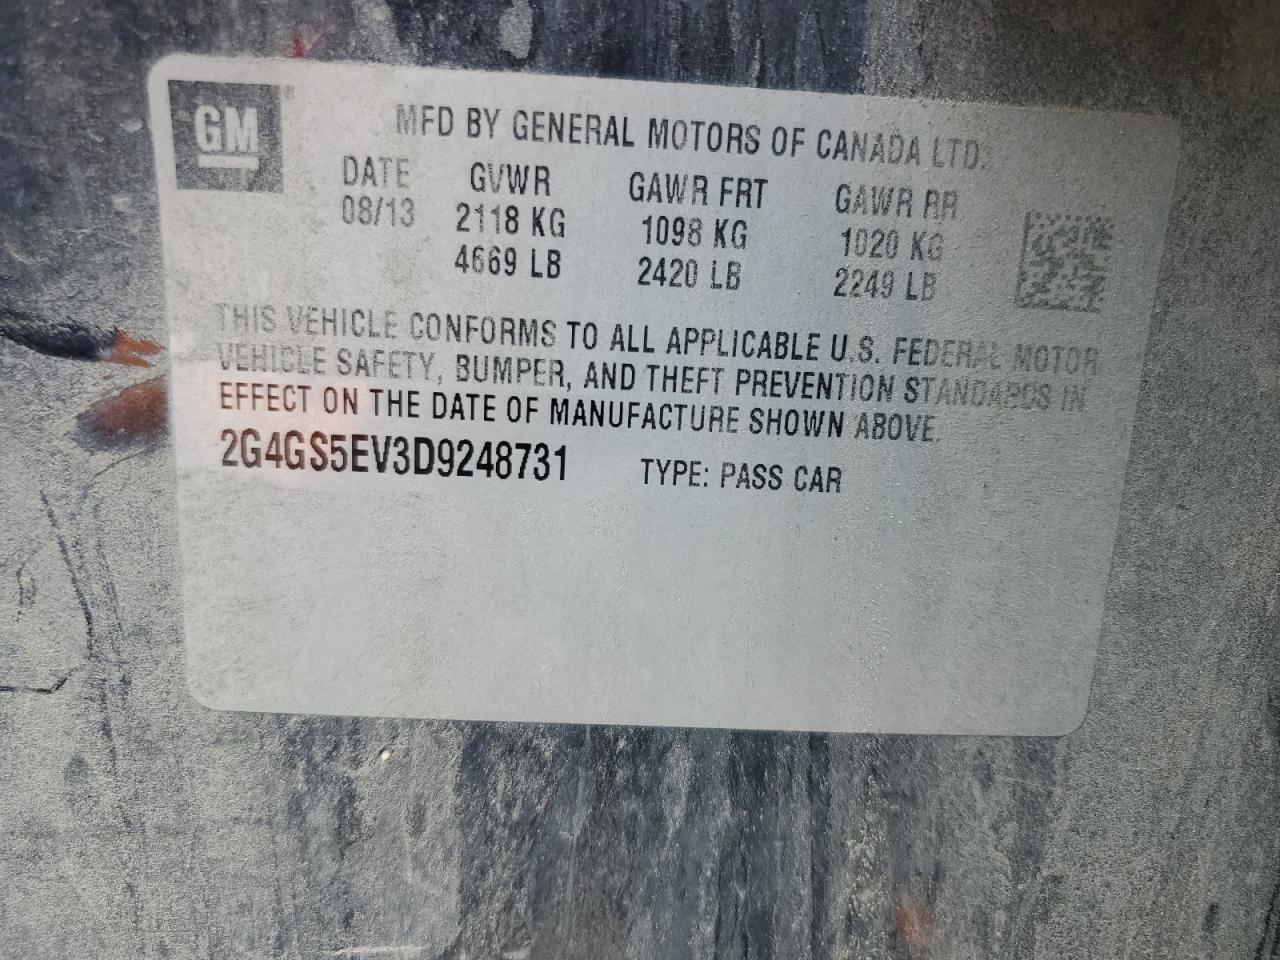 GM ®
MFD BY GENERAL MOTORS OF CANADA LTD.
DATE GVWR GAWR FRT GAWR RR
08/13 2118 KG 1098 KG 1020 KG
4669 LB 2420 LB 2249 LB
THIS VEHICLE CONFORMS TO ALL APPLICABLE U.S. FEDERAL MOTOR
VEHICLE SAFETY, BUMPER, AND THEFT PREVENTION STANDARDS IN
EFFECT ON THE DATE OF MANUFACTURE SHOWN ABOVE.
2G4GS5EV3D9248731 TYPE: PASS CAR